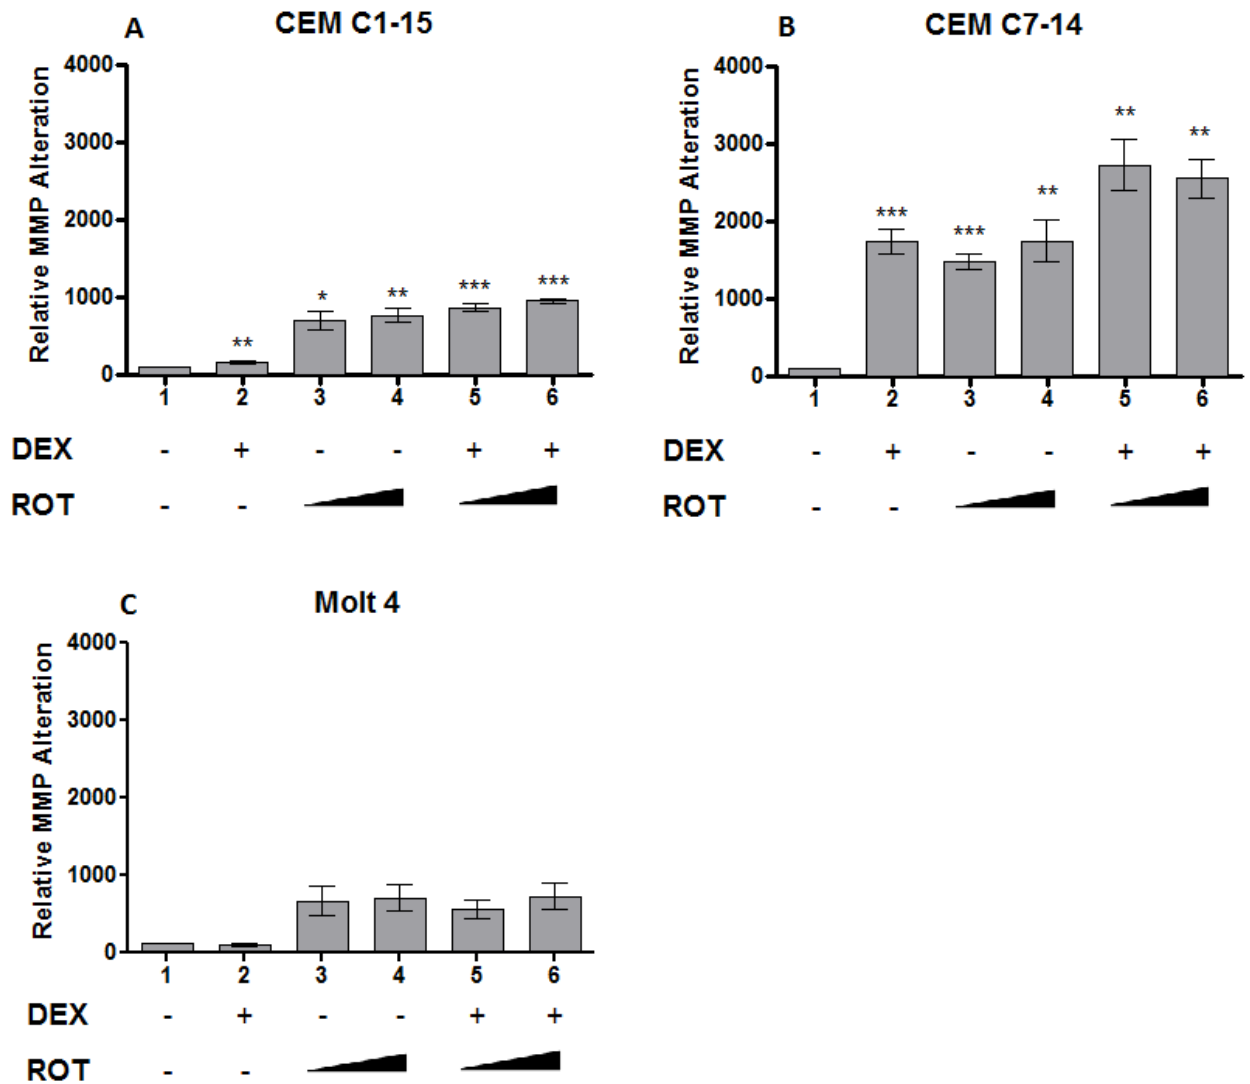 A CEM C1-15
Relative MMP Alteration
4000
3000
2000
1000
0
** * ** *** ***
1 2 3 4 5 6
DEX - + - - + +
ROT - -
B CEM C7-14
Relative MMP Alteration
4000
3000
2000
1000
0
*** *** ** ** **
1 2 3 4 5 6
DEX - + - - + +
ROT - -
C Molt 4
Relative MMP Alteration
4000
3000
2000
1000
0
1 2 3 4 5 6
DEX - + - - + +
ROT - -